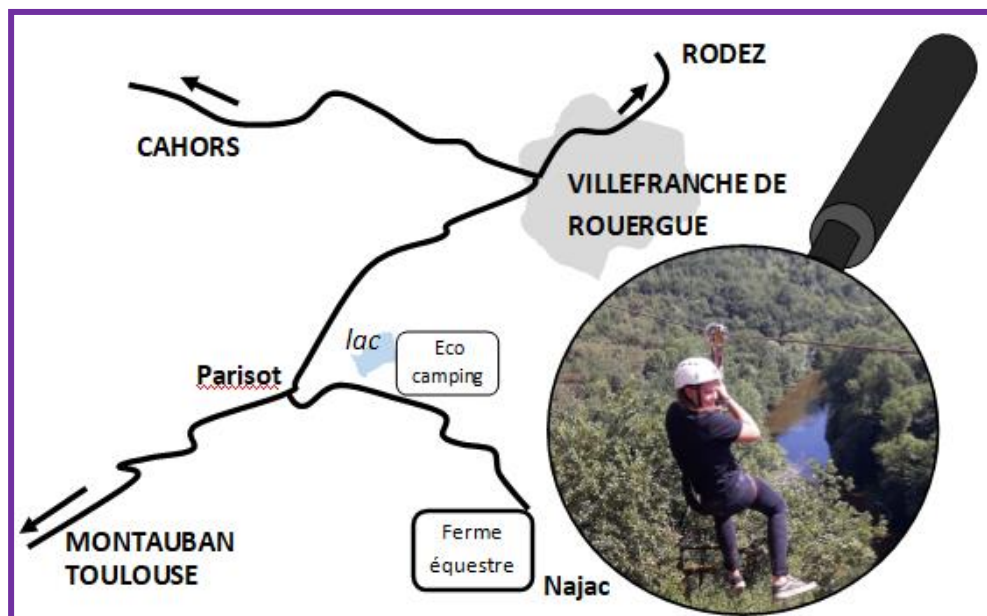 RODEZ
CAHORS
VILLEFRANCHE DE
ROUERGUE
lac
Eco
camping
Parisot
MONTAUBAN
TOULOUSE
Ferme
équestre
Najac